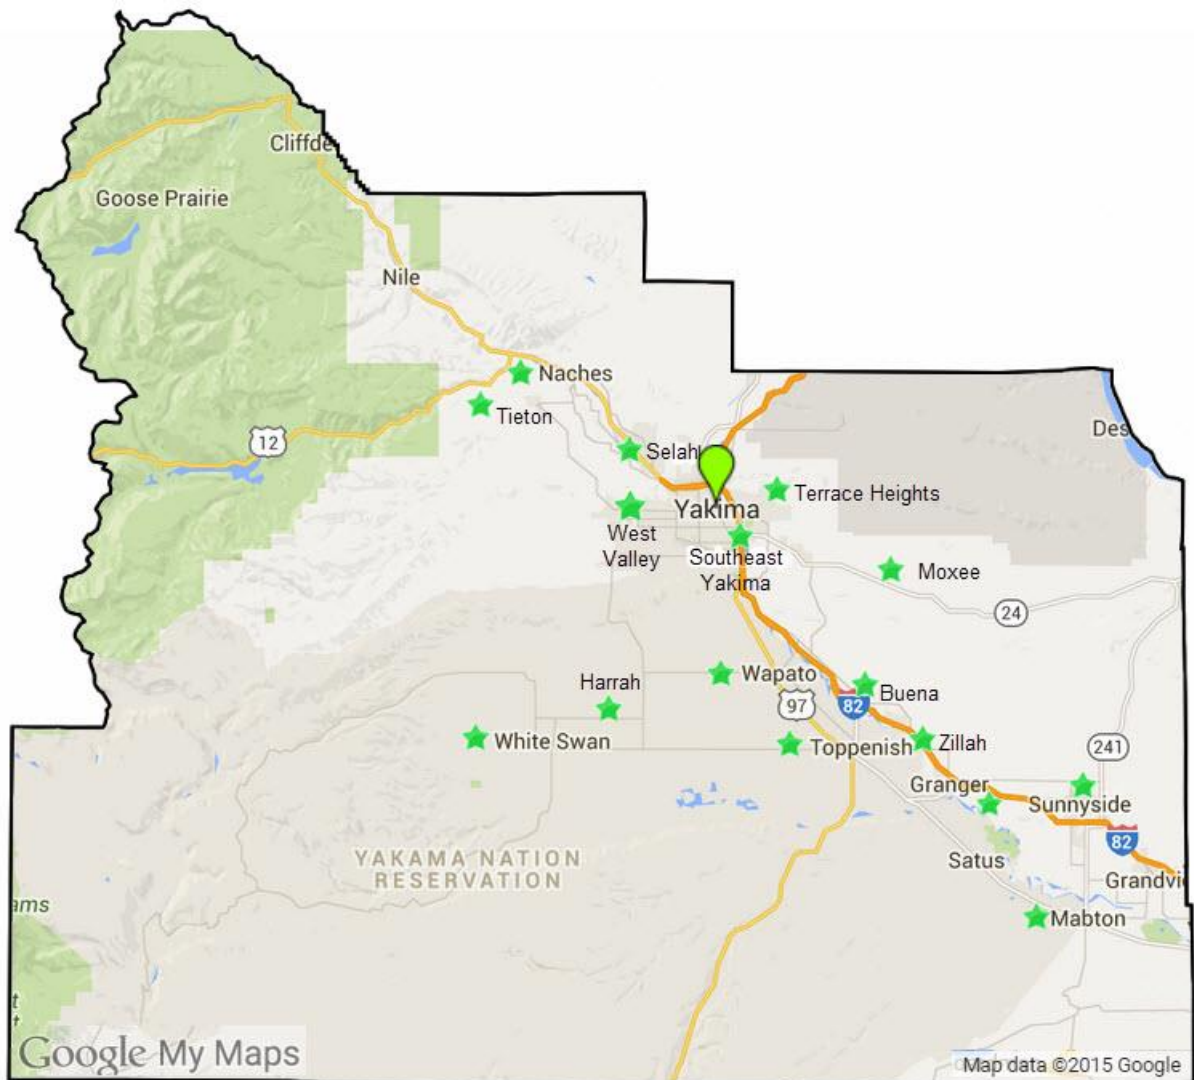 Cliffde
Goose Prairie
Nile
Naches
Tieton
12
Des
Selah
Terrace Heights
Yakima
West
Valley
Southeast
Yakima
Moxee
24
Wapato
Harrah
Buena
97
82
White Swan
Toppenish
Zillah
241
Granger
Sunnyside
82
YAKAMA NATION
RESERVATION
Satus
Grandvi
ams
Mabton
t
t
Google My Maps
Map data ©2015 Google